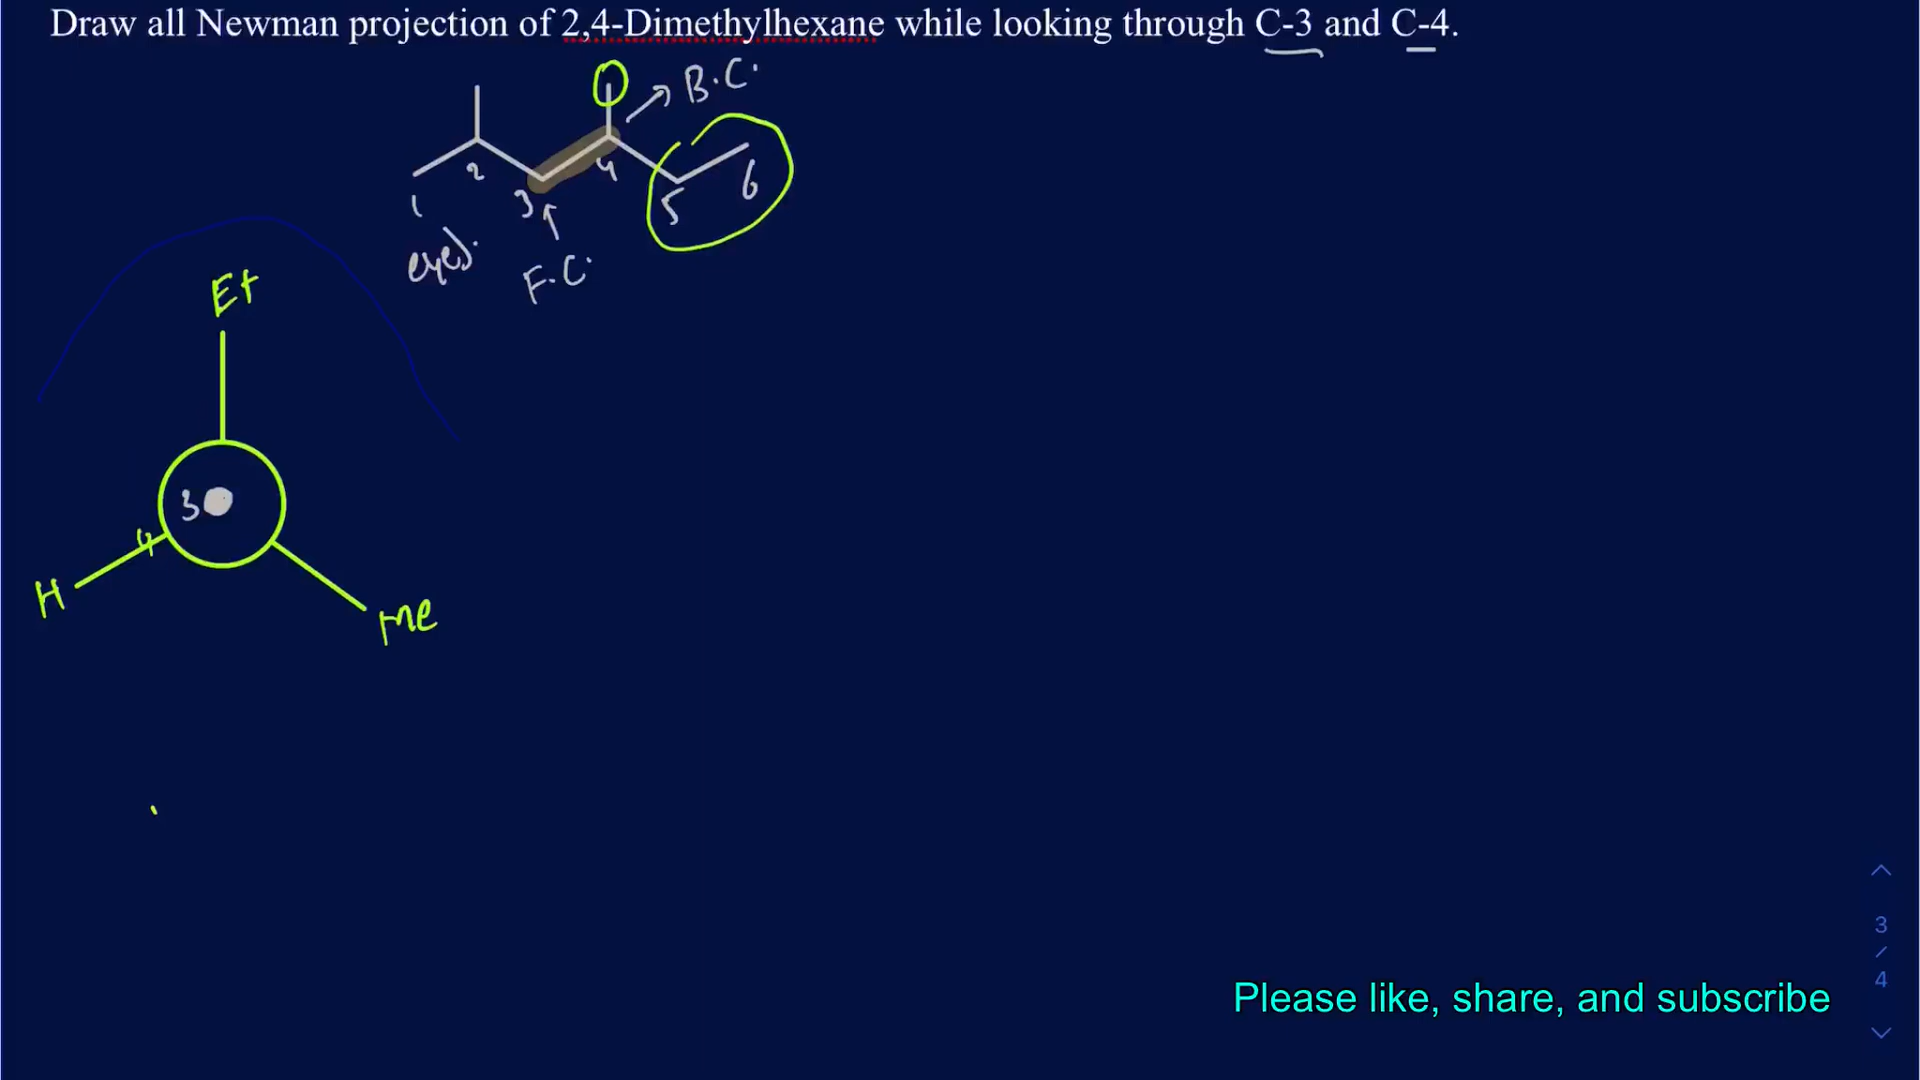 Draw all Newman projection of 2,4-Dimethylhexane while looking through C-3 and C-4.
B.C.
1 2 3 4 5 6
eyes.
F.C.
Et
3
4
H
Me
3
/
4
Please like, share, and subscribe